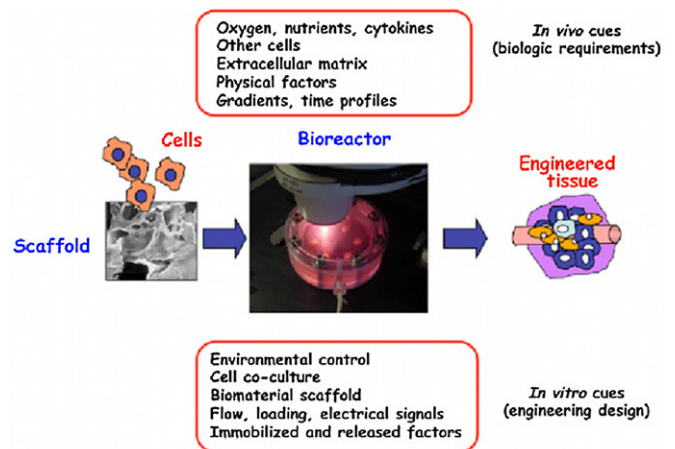 Oxygen, nutrients, cytokines
Other cells
Extracellular matrix
Physical factors
Gradients, time profiles
In vivo cues
(biologic requirements)
Cells
Bioreactor
Engineered
tissue
Scaffold
Environmental control
Cell co-culture
Biomaterial scaffold
Flow, loading, electrical signals
Immobilized and released factors
In vitro cues
(engineering design)